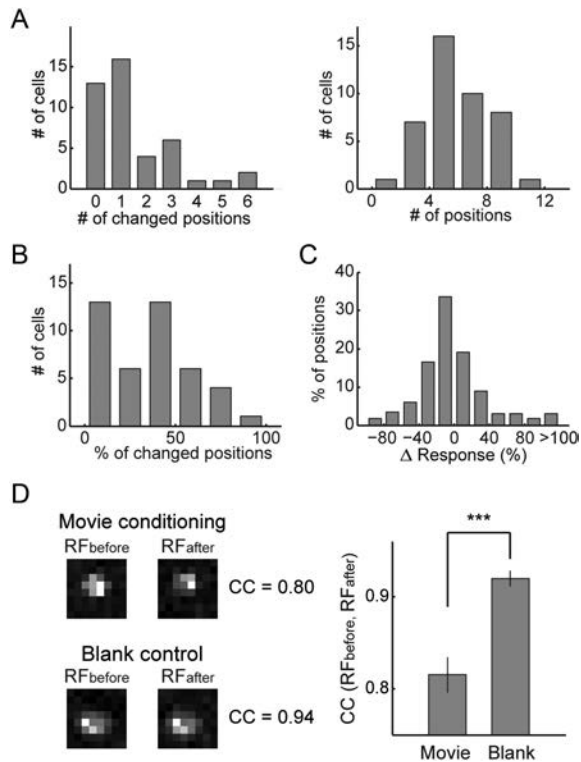 A
# of cells
15
10
5
0
0 1 2 3 4 5 6
# of changed positions
# of cells
15
10
5
0
0 4 8 12
# of positions
B
# of cells
15
10
5
0
0 50 100
% of changed positions
C
% of positions
40
30
20
10
0
−80 −40 0 40 80 >100
Δ Response (%)
D
Movie conditioning
RFbefore RFafter
CC = 0.80
Blank control
RFbefore RFafter
CC = 0.94
***
CC (RFbefore, RFafter)
0.9
0.8
Movie Blank